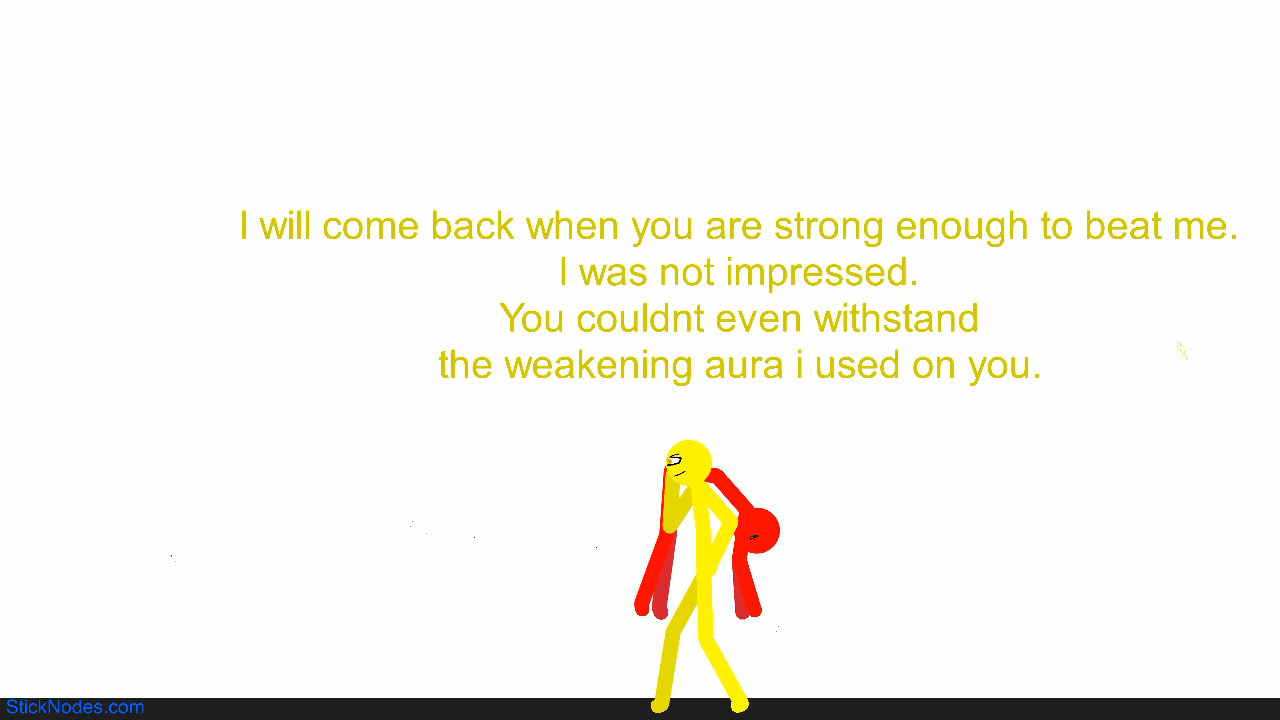 I will come back when you are strong enough to beat me.
I was not impressed.
You couldnt even withstand
the weakening aura i used on you.
StickNodes.com